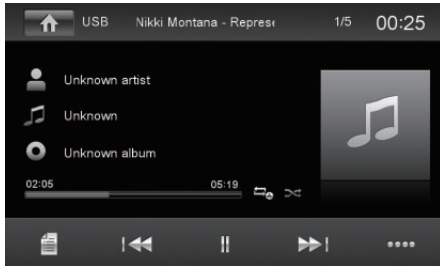 USB Nikki Montana - Represe 1/5 00:25
Unknown artist
Unknown
Unknown album
02:05 05:19